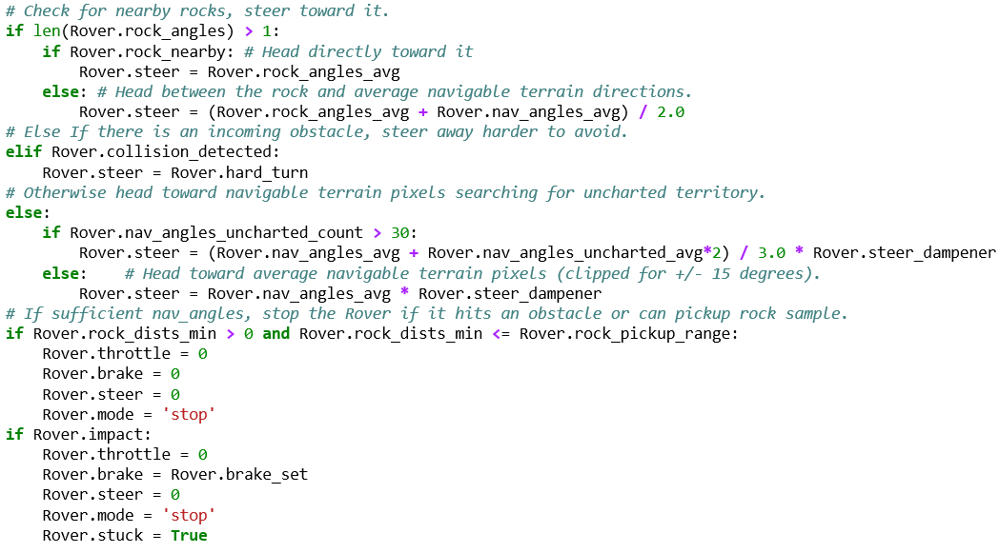 # Check for nearby rocks, steer toward it.
if len(Rover.rock_angles) > 1:
    if Rover.rock_nearby: # Head directly toward it
        Rover.steer = Rover.rock_angles_avg
    else: # Head between the rock and average navigable terrain directions.
        Rover.steer = (Rover.rock_angles_avg + Rover.nav_angles_avg) / 2.0
# Else If there is an incoming obstacle, steer away harder to avoid.
elif Rover.collision_detected:
    Rover.steer = Rover.hard_turn
# Otherwise head toward navigable terrain pixels searching for uncharted territory.
else:
    if Rover.nav_angles_uncharted_count > 30:
        Rover.steer = (Rover.nav_angles_avg + Rover.nav_angles_uncharted_avg*2) / 3.0 * Rover.steer_dampener
    else:    # Head toward average navigable terrain pixels (clipped for +/- 15 degrees).
        Rover.steer = Rover.nav_angles_avg * Rover.steer_dampener
# If sufficient nav_angles, stop the Rover if it hits an obstacle or can pickup rock sample.
if Rover.rock_dists_min > 0 and Rover.rock_dists_min <= Rover.rock_pickup_range:
    Rover.throttle = 0
    Rover.brake = 0
    Rover.steer = 0
    Rover.mode = 'stop'
if Rover.impact:
    Rover.throttle = 0
    Rover.brake = Rover.brake_set
    Rover.steer = 0
    Rover.mode = 'stop'
    Rover.stuck = True